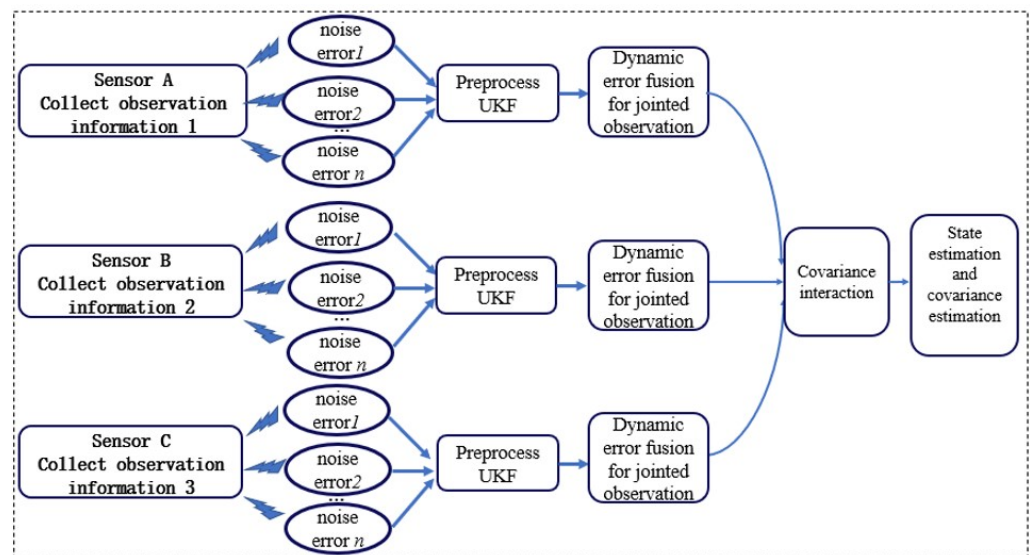 Sensor A
Collect observation
information 1
noise
error1
noise
error2
...
noise
error n
Preprocess
UKF
Dynamic
error fusion
for jointed
observation
Sensor B
Collect observation
information 2
noise
error1
noise
error2
...
noise
error n
Preprocess
UKF
Dynamic
error fusion
for jointed
observation
Sensor C
Collect observation
information 3
noise
error1
noise
error2
...
noise
error n
Preprocess
UKF
Dynamic
error fusion
for jointed
observation
Covariance
interaction
State
estimation
and
covariance
estimation